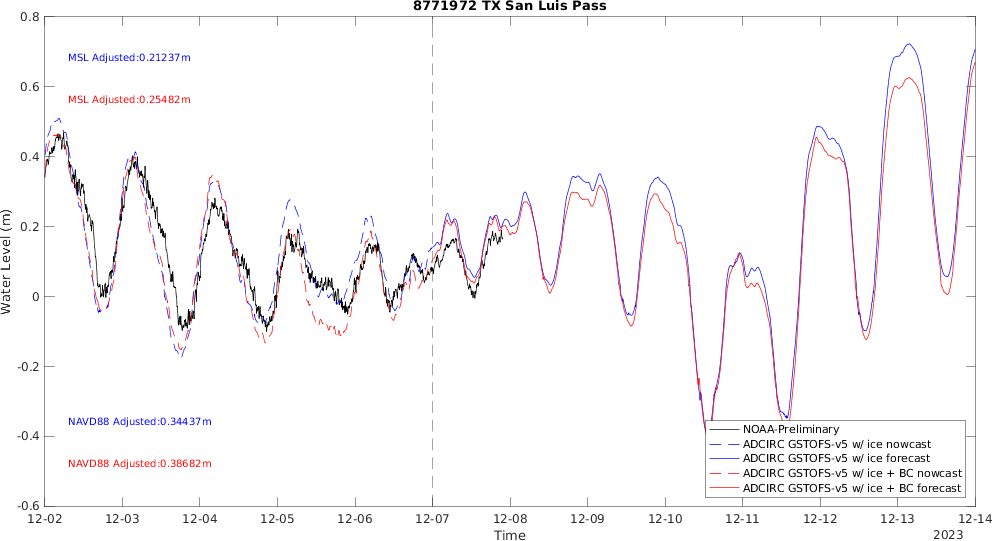 8771972 TX San Luis Pass
0.8
0.6
0.4
0.2
0
-0.2
-0.4
-0.6
Water Level (m)
MSL Adjusted:0.21237m
MSL Adjusted:0.25482m
NAVD88 Adjusted:0.34437m
NAVD88 Adjusted:0.38682m
NOAA-Preliminary
ADCIRC GSTOFS-v5 w/ ice nowcast
ADCIRC GSTOFS-v5 w/ ice forecast
ADCIRC GSTOFS-v5 w/ ice + BC nowcast
ADCIRC GSTOFS-v5 w/ ice + BC forecast
12-02 12-03 12-04 12-05 12-06 12-07 12-08 12-09 12-10 12-11 12-12 12-13 12-14
Time
2023